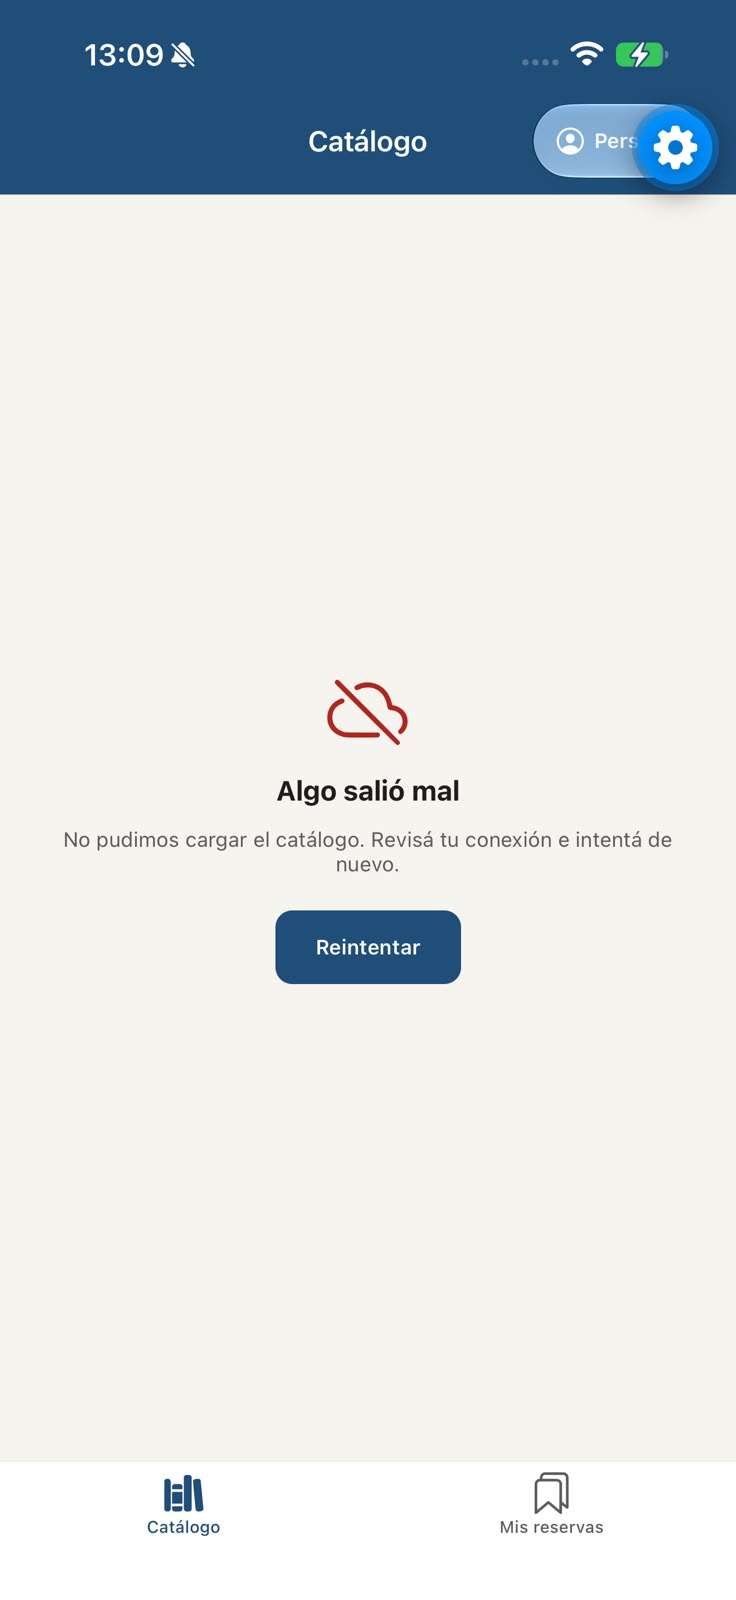 13:09
Catálogo
Pers
Algo salió mal
No pudimos cargar el catálogo. Revisá tu conexión e intentá de
nuevo.
Reintentar
Catálogo
Mis reservas